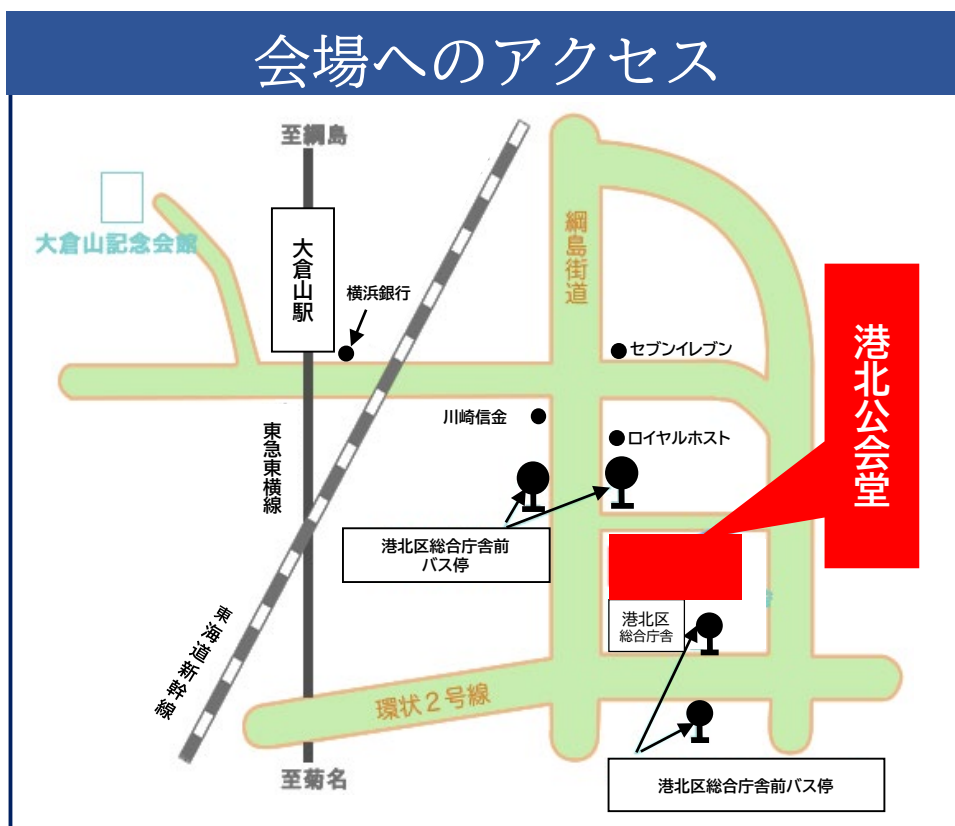 会場へのアクセス
至綱島
大倉山記念会館
大倉山駅
横浜銀行
綱島街道
セブンイレブン
港北公会堂
川崎信金
ロイヤルホスト
東急東横線
港北区総合庁舎前
バス停
港北区
総合庁舎
東海道新幹線
環状2号線
至菊名
港北区総合庁舎前バス停